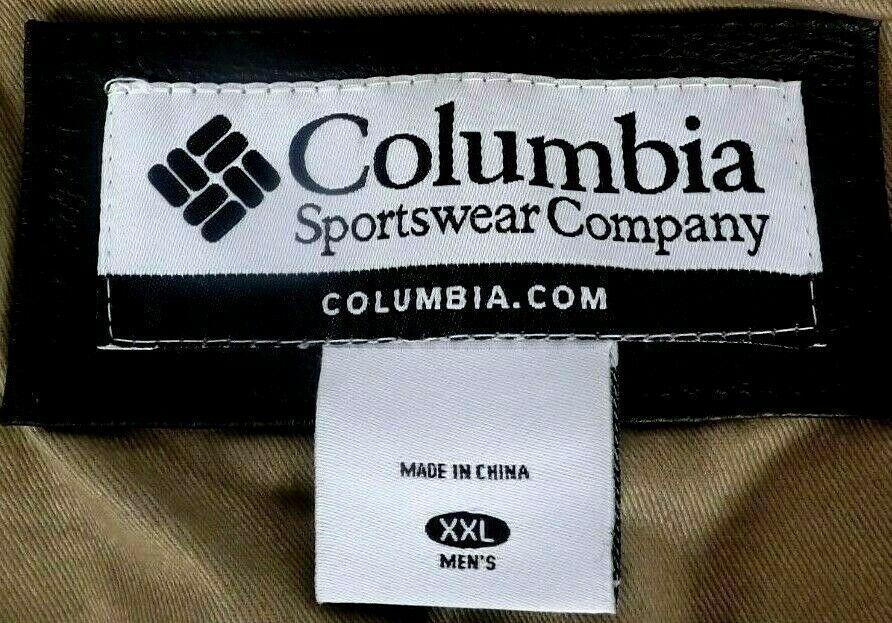 Columbia
Sportswear Company
COLUMBIA.COM
MADE IN CHINA
XXL
MEN'S